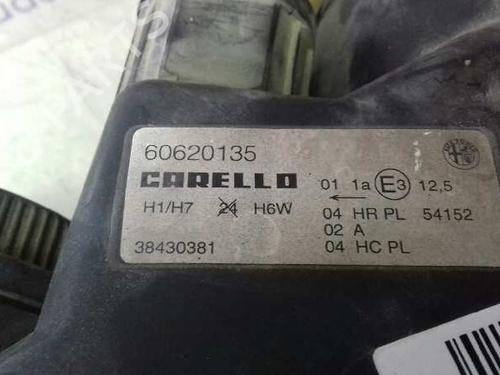 60620135
CARELLO 01 1a E3 12,5
H1/H7 24 H6W 04 HR PL 54152
02 A
38430381 04 HC PL